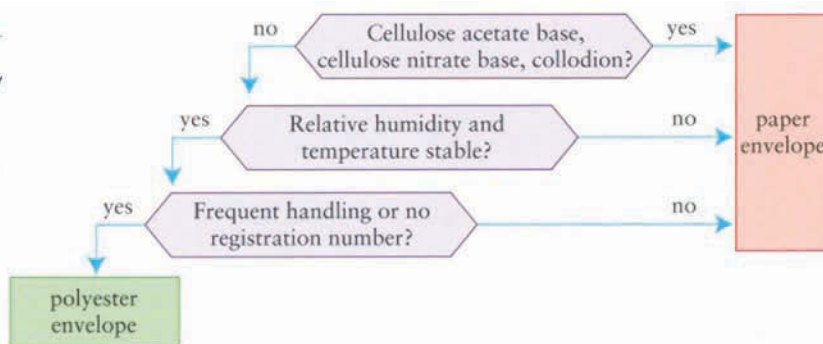 Cellulose acetate base,
cellulose nitrate base, collodion?
no
yes
Relative humidity and
temperature stable?
yes
no
paper
envelope
Frequent handling or no
registration number?
yes
no
polyester
envelope